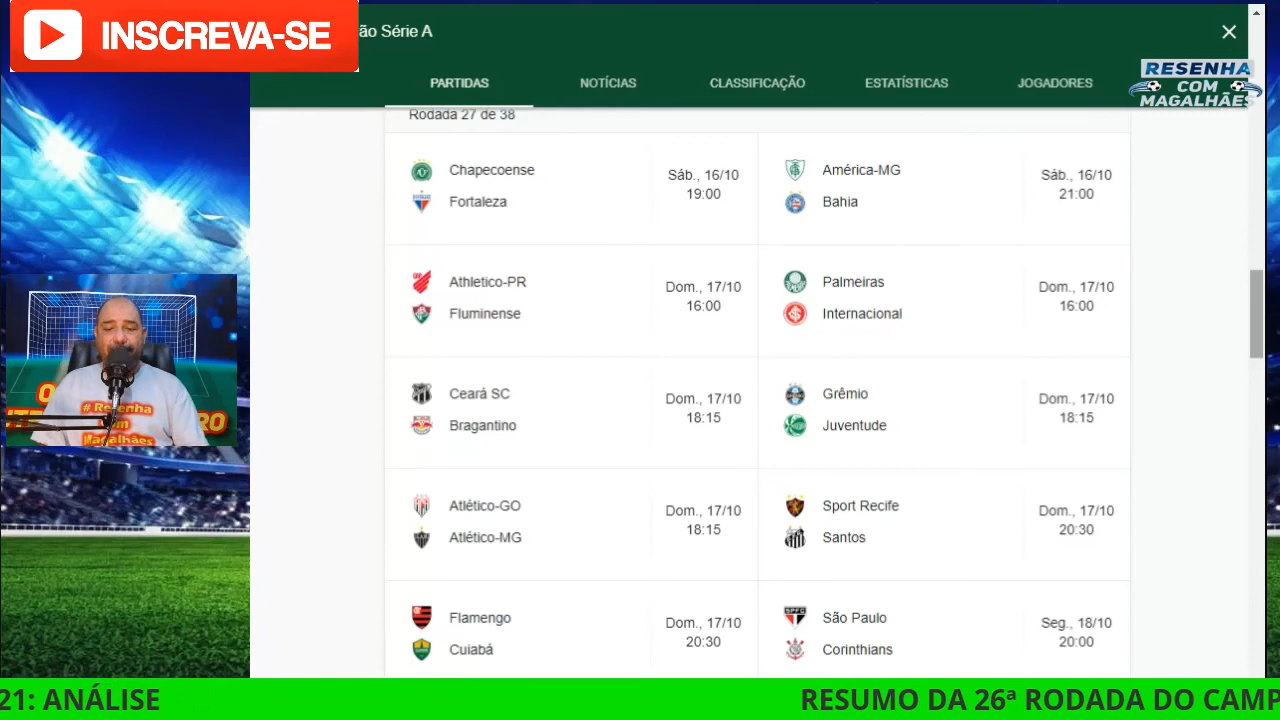 INSCREVA-SE
ão Série A
PARTIDAS
NOTÍCIAS
CLASSIFICAÇÃO
ESTATÍSTICAS
JOGADORES
RESENHA
COM
MAGALHÃES
Rodada 27 de 38
Chapecoense
Fortaleza
Sáb., 16/10
19:00
América-MG
Bahia
Sáb., 16/10
21:00
Athletico-PR
Fluminense
Dom., 17/10
16:00
Palmeiras
Internacional
Dom., 17/10
16:00
Ceará SC
Bragantino
Dom., 17/10
18:15
Grêmio
Juventude
Dom., 17/10
18:15
Atlético-GO
Atlético-MG
Dom., 17/10
18:15
Sport Recife
Santos
Dom., 17/10
20:30
Flamengo
Cuiabá
Dom., 17/10
20:30
SPFC
São Paulo
Corinthians
Seg., 18/10
20:00
# Resenha
com
Magalhães
21: ANÁLISE
RESUMO DA 26ª RODADA DO CAMP